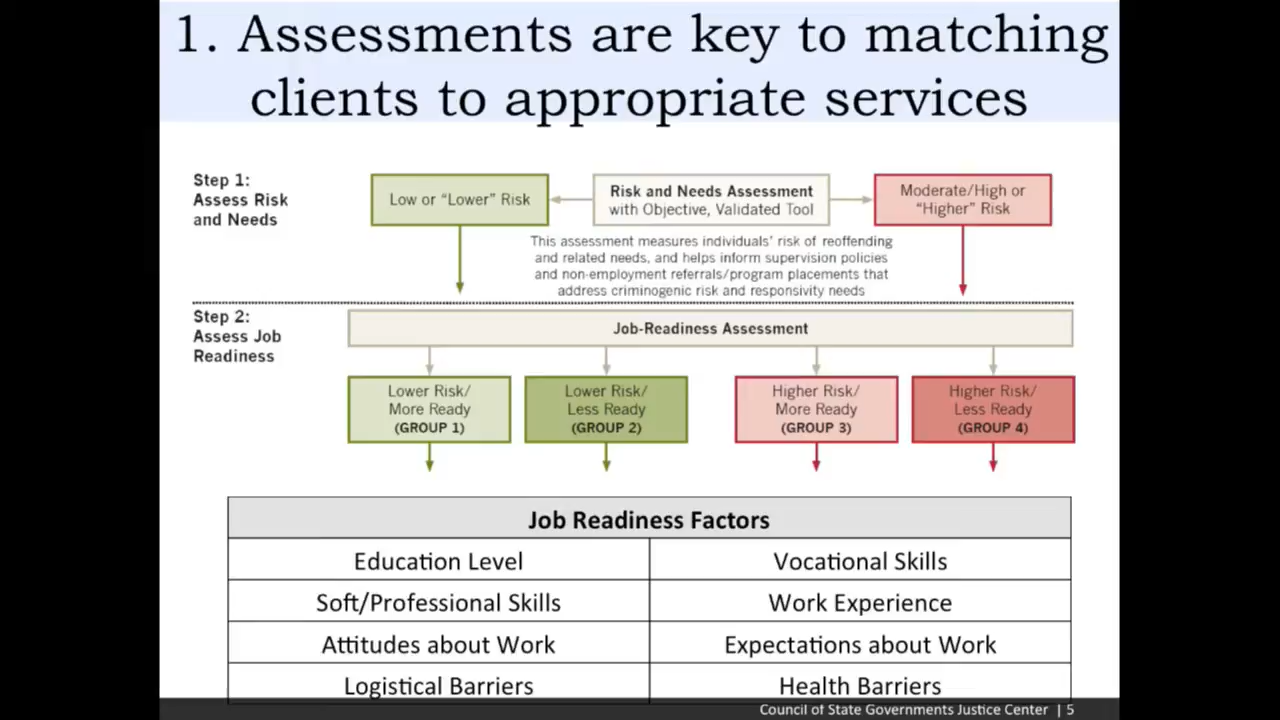 1. Assessments are key to matching
clients to appropriate services
Step 1:
Assess Risk
and Needs
Low or “Lower” Risk
Risk and Needs Assessment
with Objective, Validated Tool
Moderate/High or
“Higher” Risk
This assessment measures individuals’ risk of reoffending
and related needs, and helps inform supervision policies
and non-employment referrals/program placements that
address criminogenic risk and responsivity needs
Step 2:
Assess Job
Readiness
Job-Readiness Assessment
Lower Risk/
More Ready
(GROUP 1)
Lower Risk/
Less Ready
(GROUP 2)
Higher Risk/
More Ready
(GROUP 3)
Higher Risk/
Less Ready
(GROUP 4)
Job Readiness Factors
Education Level
Vocational Skills
Soft/Professional Skills
Work Experience
Attitudes about Work
Expectations about Work
Logistical Barriers
Health Barriers
Council of State Governments Justice Center | 5